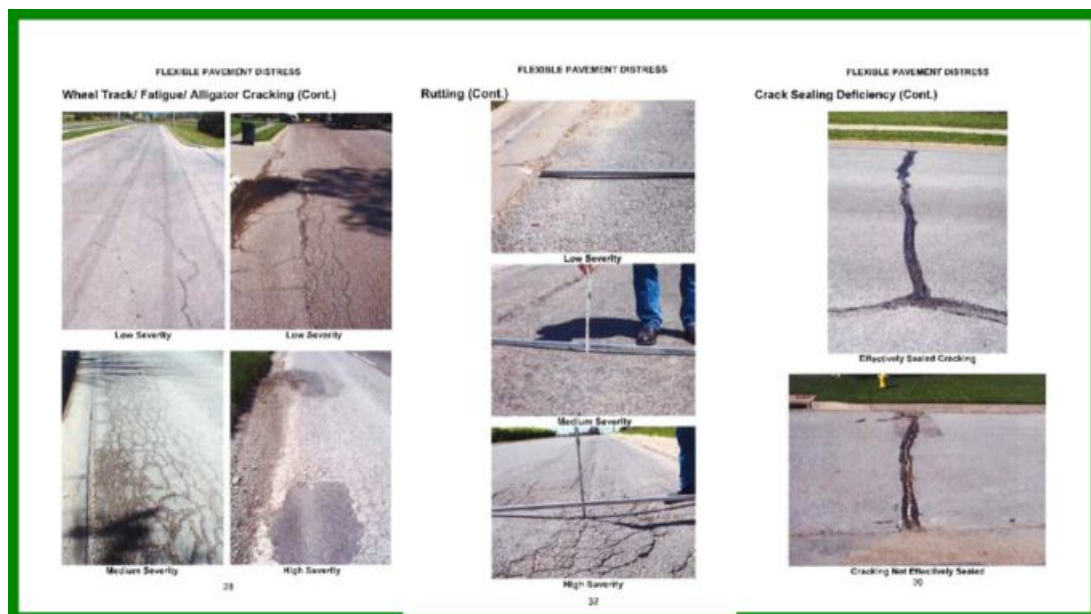 FLEXIBLE PAVEMENT DISTRESS
Wheel Track/ Fatigue/ Alligator Cracking (Cont.)
Low Severity
Low Severity
Medium Severity
High Severity
FLEXIBLE PAVEMENT DISTRESS
Rutting (Cont.)
Low Severity
Medium Severity
High Severity
32
FLEXIBLE PAVEMENT DISTRESS
Crack Sealing Deficiency (Cont.)
Effectively Sealed Cracking
Cracking Not Effectively Sealed